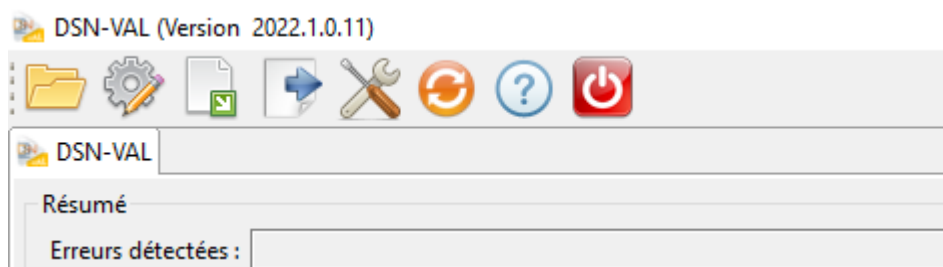 DSN-VAL (Version 2022.1.0.11)
?
DSN-VAL
Résumé
Erreurs détectées :